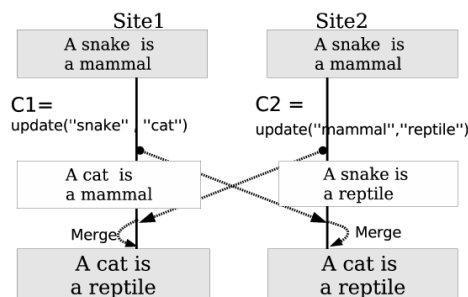 Site1
Site2
A snake is
a mammal
A snake is
a mammal
C1=
update("snake" , "cat")
C2 =
update("mammal","reptile")
A cat is
a mammal
A snake is
a reptile
Merge
Merge
A cat is
a reptile
A cat is
a reptile